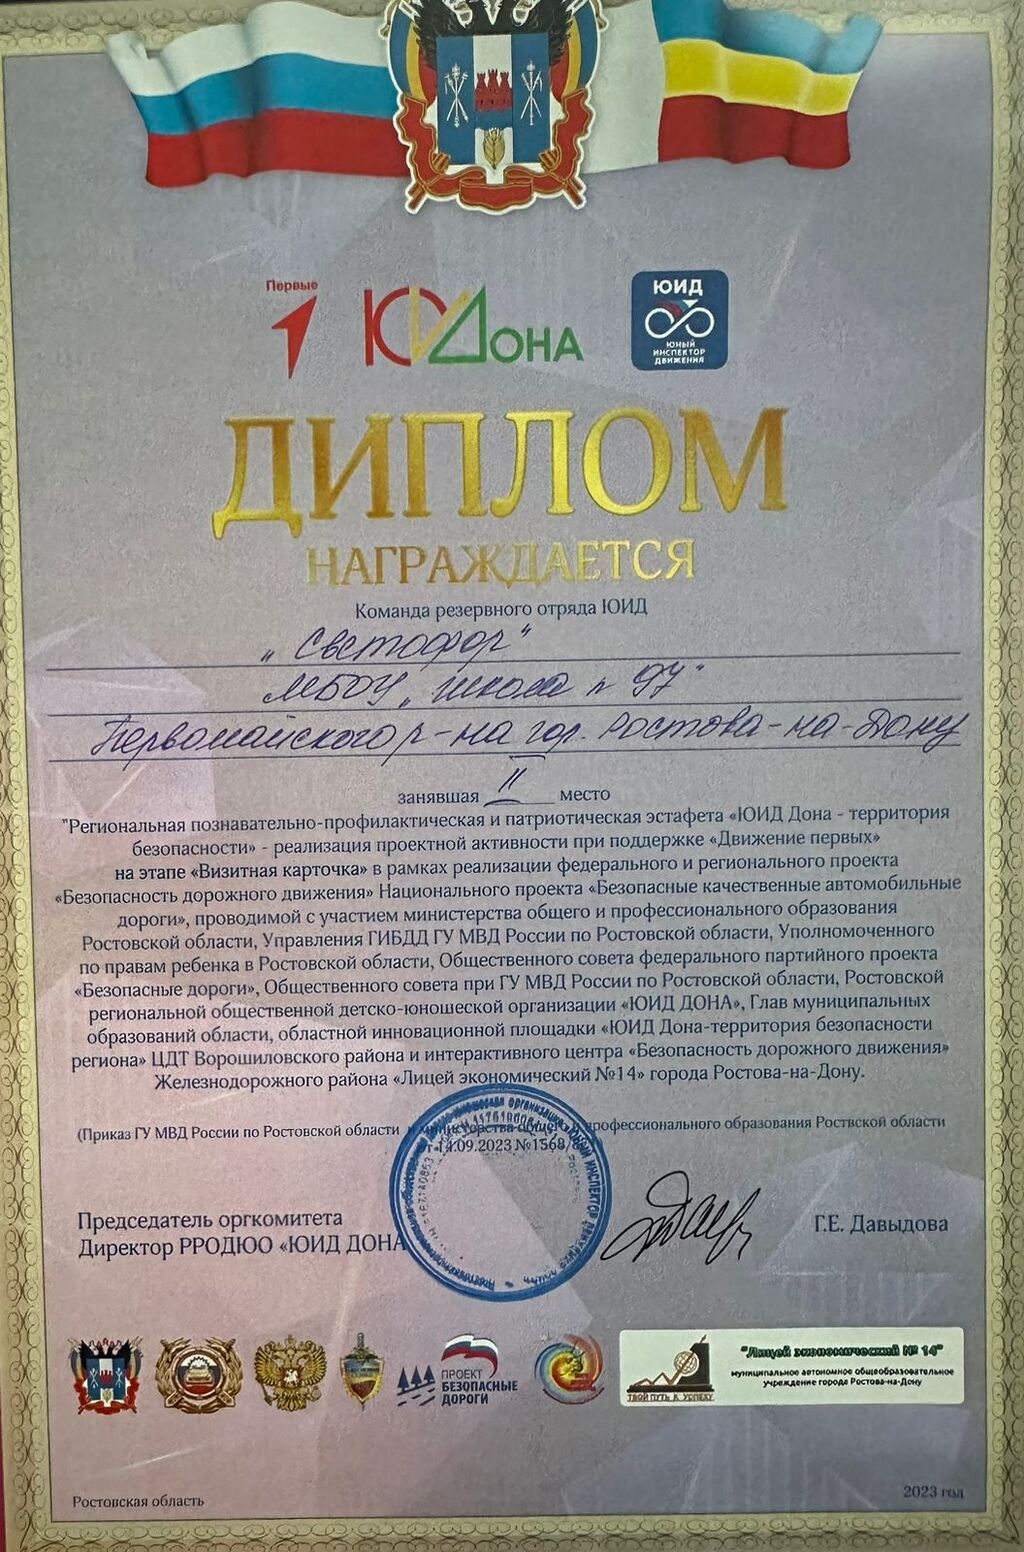 Первые
ЮИДОНА
ЮИД
ЮНЫЙ
ИНСПЕКТОР
ДВИЖЕНИЯ
ДИПЛОМ
НАГРАЖДАЕТСЯ
Команда резервного отряда ЮИД
"Светофор"
МБОУ "Школа n 97"
Первомайского р-на гор. Ростова-на-Дону
занявшая II место
"Региональная познавательно-профилактическая и патриотическая эстафета «ЮИД Дона - территория
безопасности» - реализация проектной активности при поддержке «Движение первых»
на этапе «Визитная карточка» в рамках реализации федерального и регионального проекта
«Безопасность дорожного движения» Национального проекта «Безопасные качественные автомобильные
дороги», проводимой с участием министерства общего и профессионального образования
Ростовской области, Управления ГИБДД ГУ МВД России по Ростовской области, Уполномоченного
по правам ребенка в Ростовской области, Общественного совета федерального партийного проекта
«Безопасные дороги», Общественного совета при ГУ МВД России по Ростовской области, Ростовской
региональной общественной детско-юношеской организации «ЮИД ДОНА», Глав муниципальных
образований области, областной инновационной площадки «ЮИД Дона-территория безопасности
региона» ЦДТ Ворошиловского района и интерактивного центра «Безопасность дорожного движения»
Железнодорожного района «Лицей экономический №14» города Ростова-на-Дону.
(Приказ ГУ МВД России по Ростовской области и министерства общего и профессионального образования Роствской области
14.09.2023 №1368/
Председатель оргкомитета
Директор РРОДЮО «ЮИД ДОНА
Г.Е. Давыдова
ПРОЕКТ
БЕЗОПАСНЫЕ
ДОРОГИ
ТВОЙ ПУТЬ К УСПЕХУ
"Лицей экономический № 14"
муниципальное автономное общеобразовательное
учреждение города Ростова-на-Дону
Ростовская область
2023 год